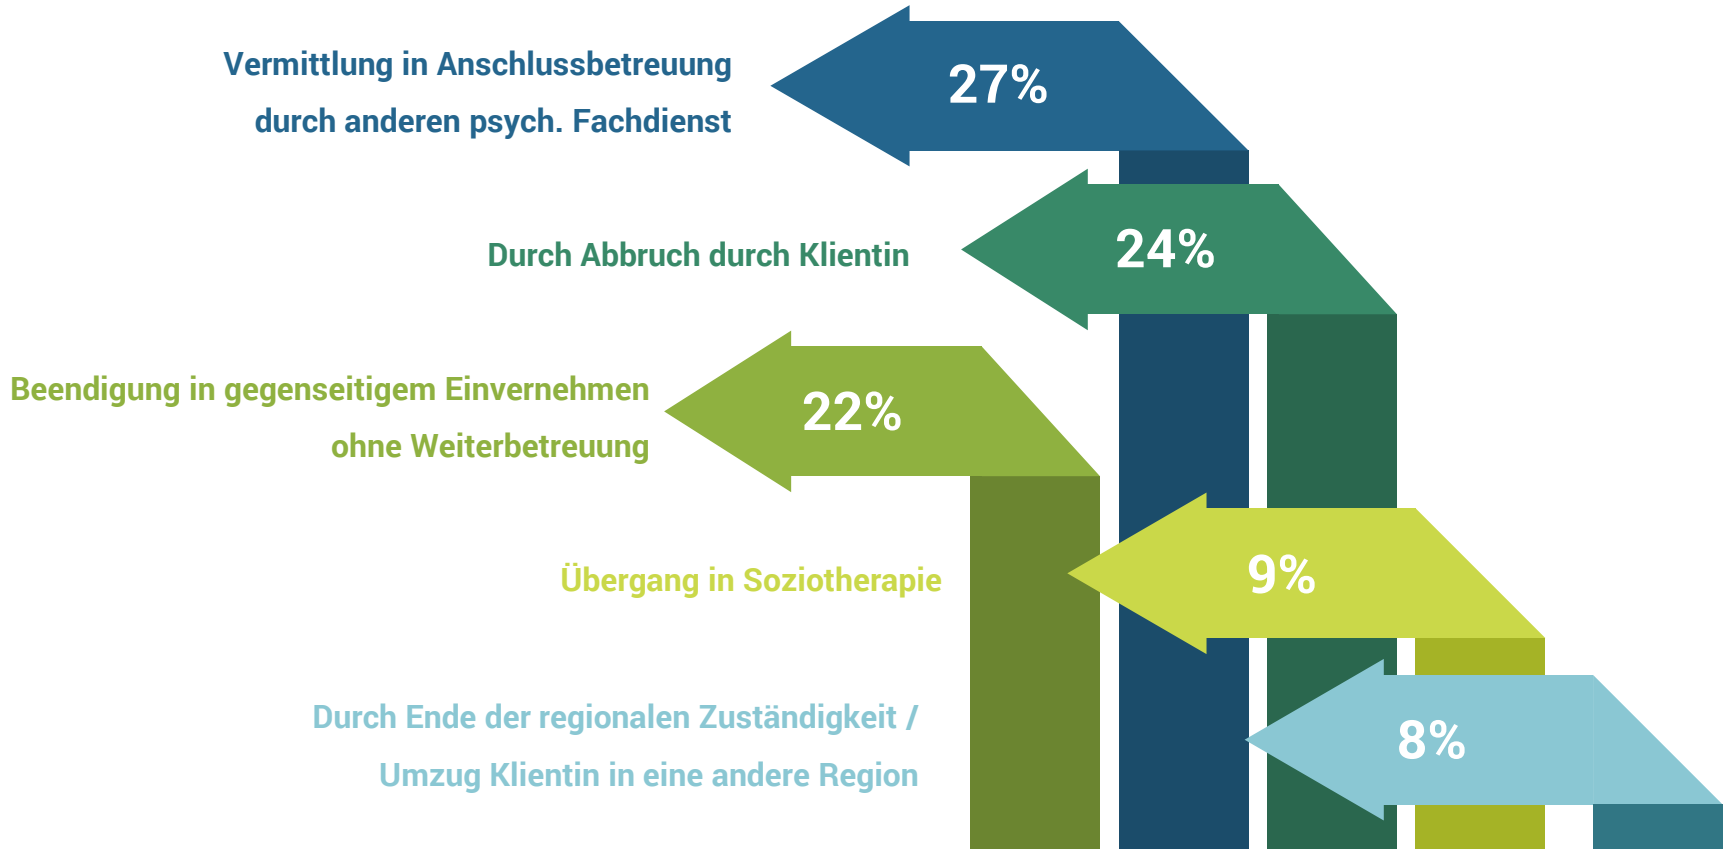 Vermittlung in Anschlussbetreuung
durch anderen psych. Fachdienst
27%
Durch Abbruch durch Klientin
24%
Beendigung in gegenseitigem Einvernehmen
ohne Weiterbetreuung
22%
Übergang in Soziotherapie
9%
Durch Ende der regionalen Zuständigkeit /
Umzug Klientin in eine andere Region
8%